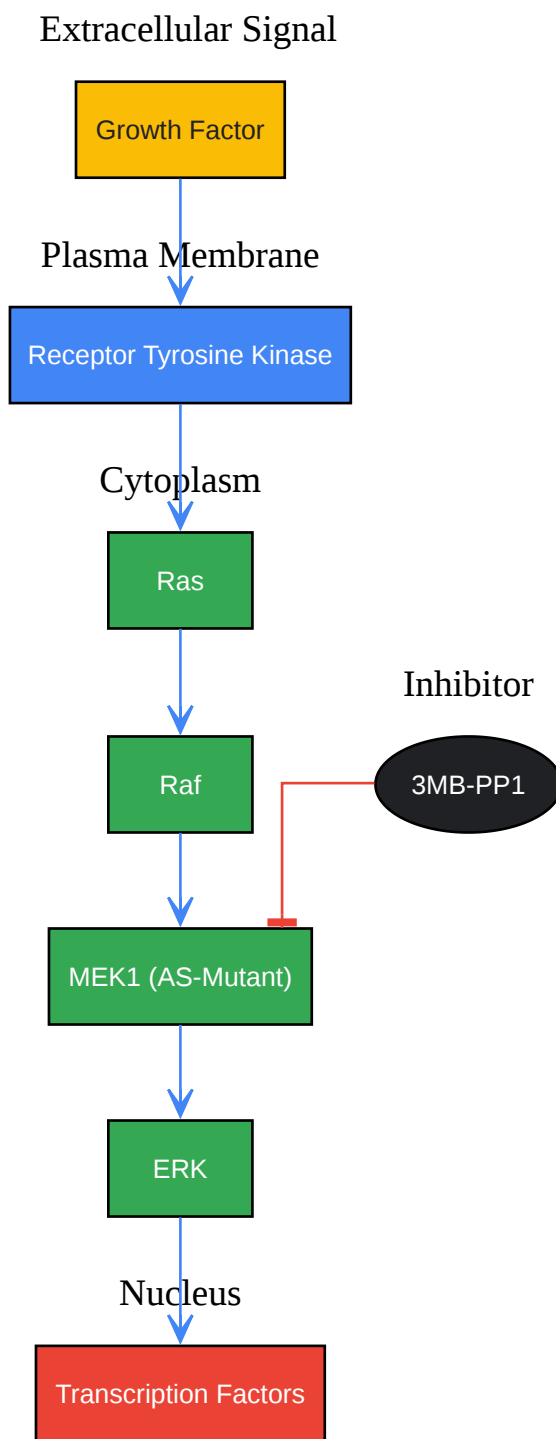 Extracellular Signal
Growth Factor
Plasma Membrane
Receptor Tyrosine Kinase
Cytoplasm
Ras
Inhibitor
Raf
3MB-PP1
MEK1 (AS-Mutant)
ERK
Nucleus
Transcription Factors